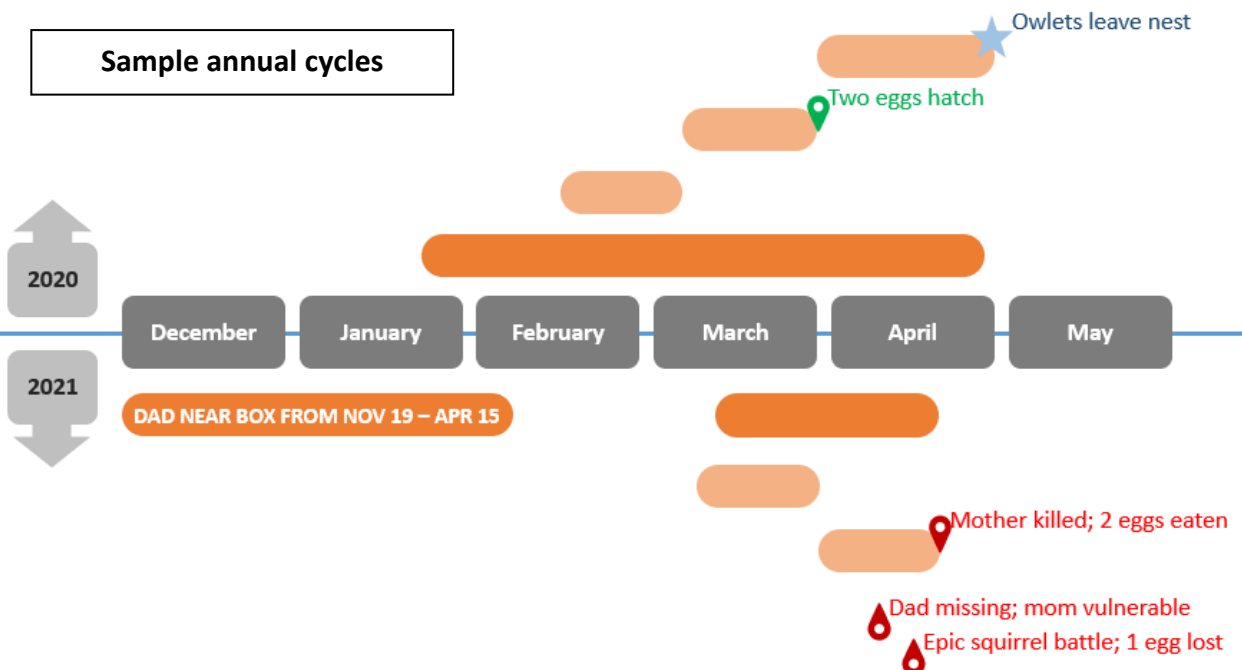 Sample annual cycles
Owlets leave nest
Two eggs hatch
2020
December
January
February
March
April
May
2021
DAD NEAR BOX FROM NOV 19 – APR 15
Mother killed; 2 eggs eaten
Dad missing; mom vulnerable
Epic squirrel battle; 1 egg lost